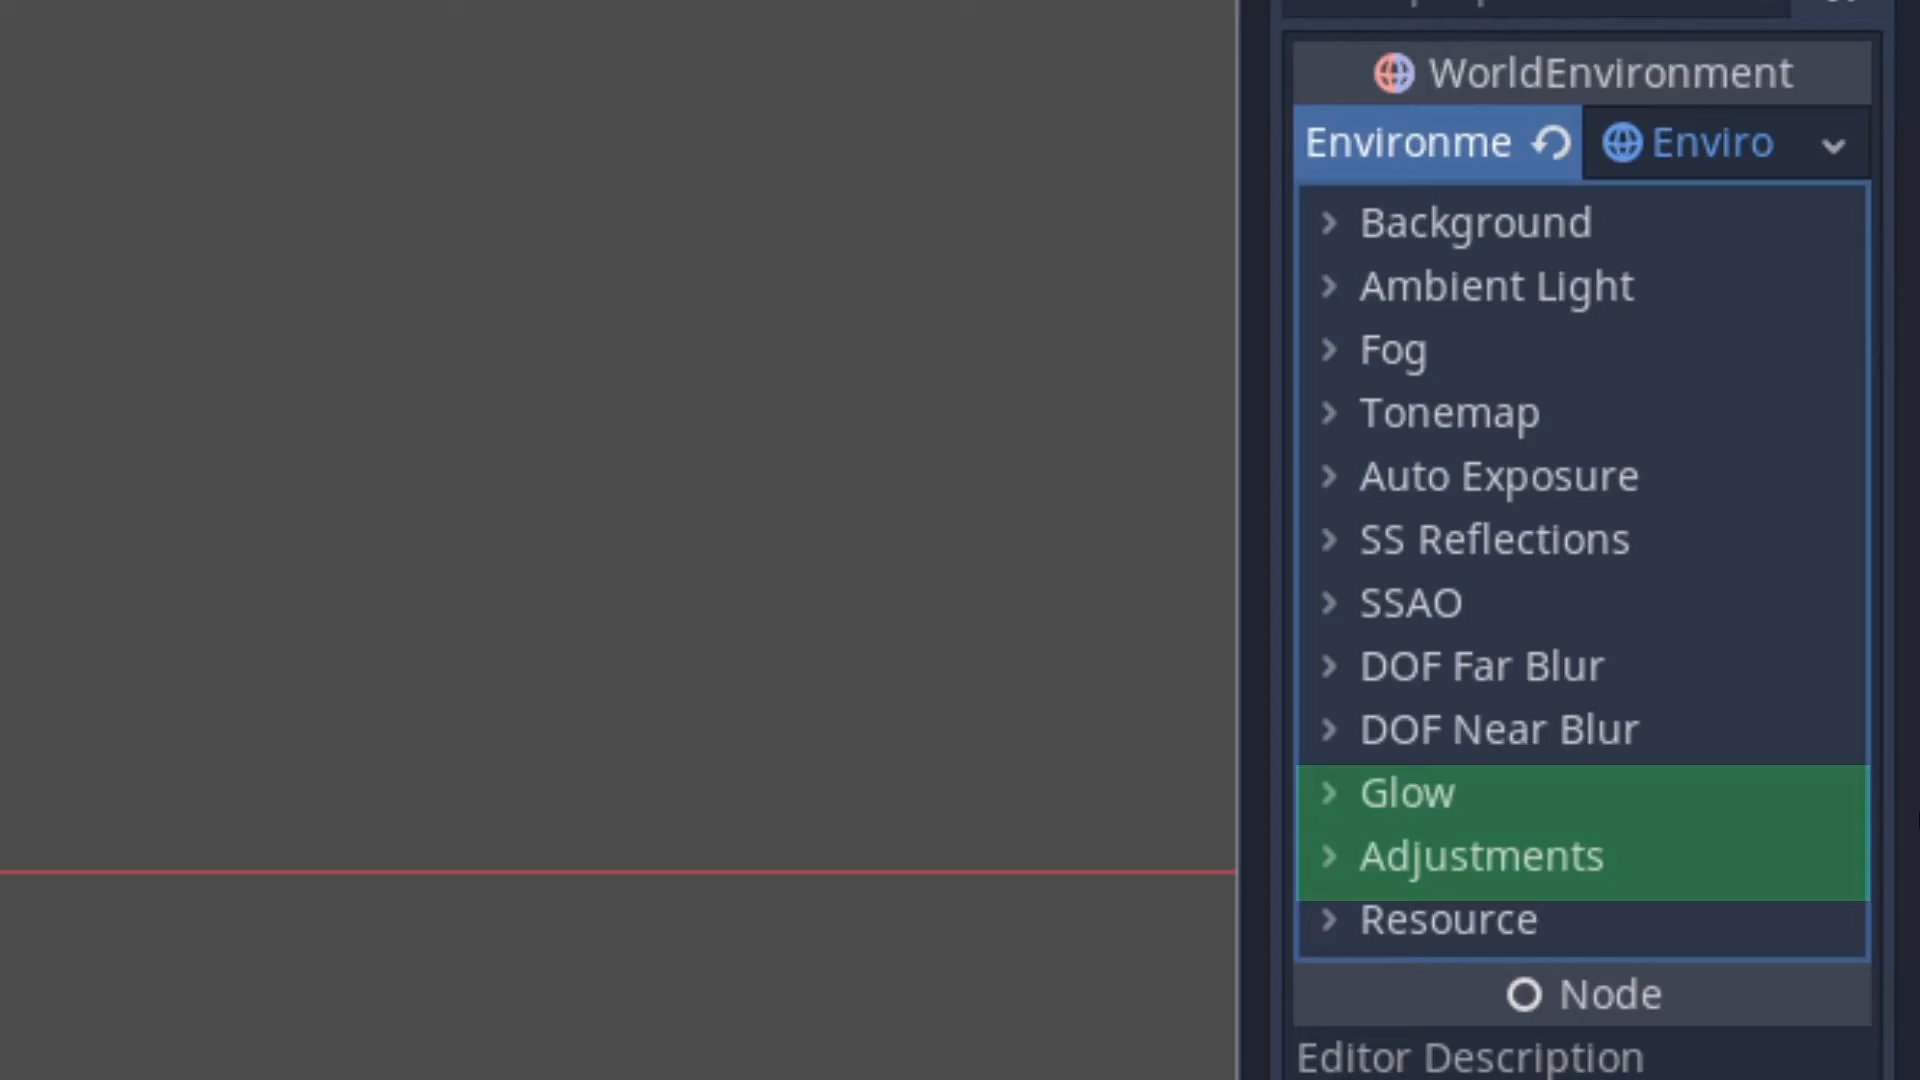 WorldEnvironment
Environme Enviro
Background
Ambient Light
Fog
Tonemap
Auto Exposure
SS Reflections
SSAO
DOF Far Blur
DOF Near Blur
Glow
Adjustments
Resource
Node
Editor Description